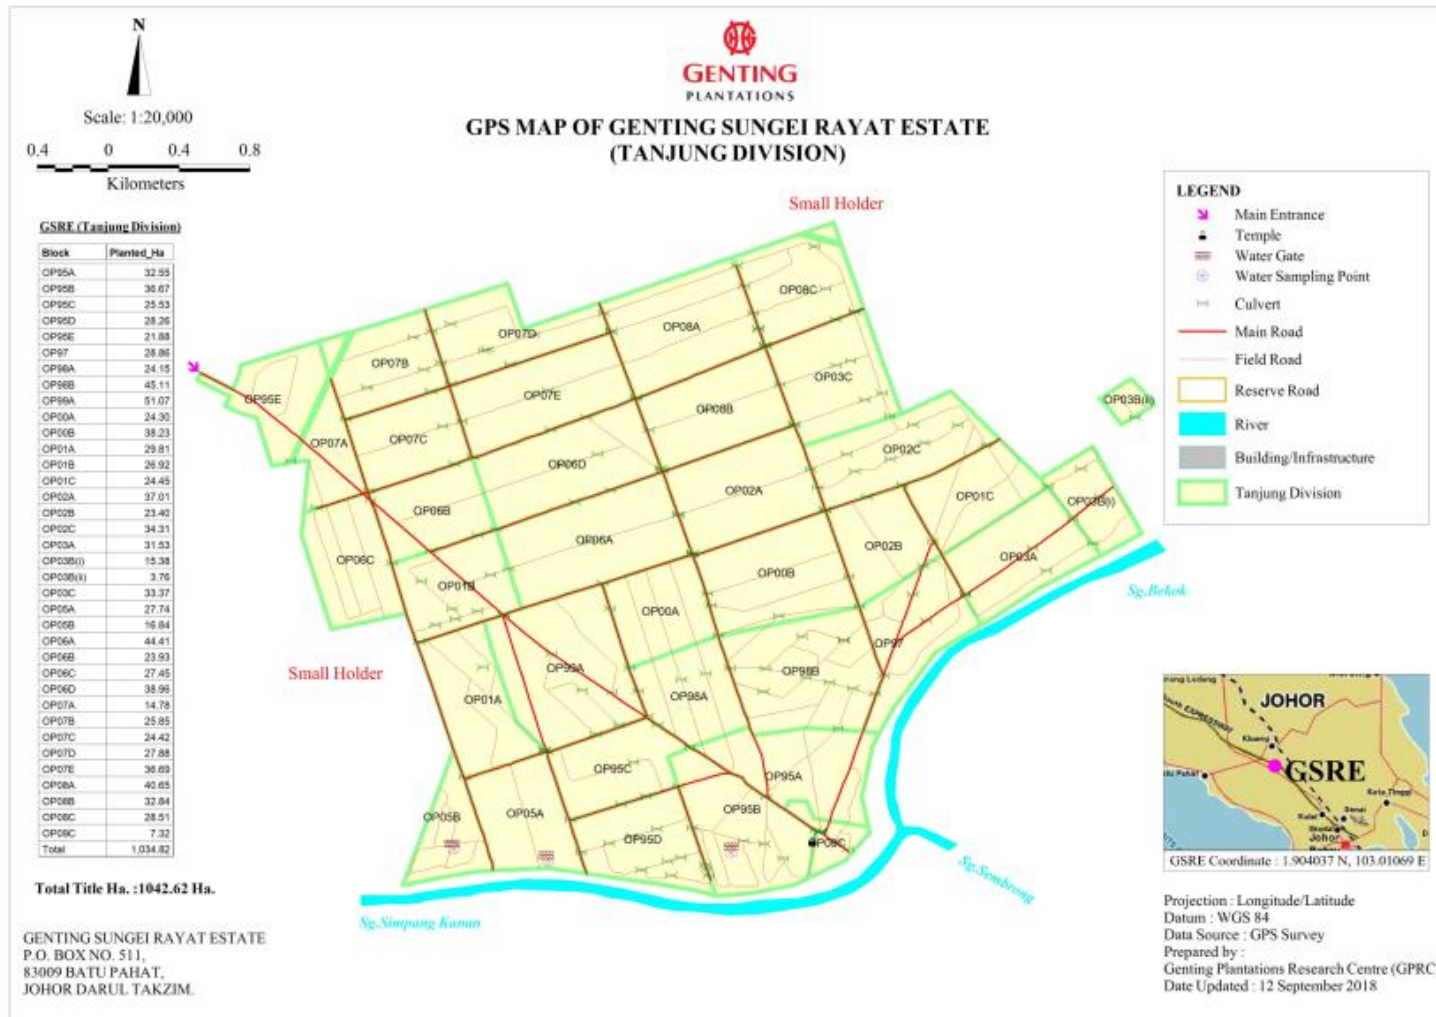 N
Scale: 1:20,000
0.4 0 0.4 0.8
Kilometers
GENTING
PLANTATIONS
GPS MAP OF GENTING SUNGEI RAYAT ESTATE
(TANJUNG DIVISION)
GSRE (Tanjung Division)
Block Planted_Ha
OP95A 32.55
OP95B 36.67
OP95C 25.53
OP95D 28.26
OP95E 21.88
OP97 28.86
OP98A 24.15
OP98B 45.11
OP99A 51.07
OP00A 24.30
OP00B 38.23
OP01A 29.81
OP01B 26.92
OP01C 24.45
OP02A 37.01
OP02B 23.40
OP02C 34.31
OP03A 31.53
OP03B(i) 15.38
OP03B(ii) 3.76
OP03C 33.37
OP05A 27.74
OP05B 16.84
OP06A 44.41
OP06B 23.93
OP06C 27.45
OP06D 38.96
OP07A 14.78
OP07B 25.85
OP07C 24.42
OP07D 27.88
OP07E 36.69
OP08A 40.65
OP08B 32.84
OP08C 28.51
OP09C 7.32
Total 1,034.82
Total Title Ha. :1042.62 Ha.
GENTING SUNGEI RAYAT ESTATE
P.O. BOX NO. 511,
83009 BATU PAHAT,
JOHOR DARUL TAKZIM.
Small Holder
OP08C
OP07D
OP08A
OP07B
OP03C
OP95E
OP07E
OP03B(ii)
OP08B
OP07A
OP07C
OP02C
OP06D
OP02A
OP01C
OP03B(i)
OP06B
OP06A
OP02B
OP03A
OP06C
OP00B
OP01B
Sg.Bekok
OP00A
OP97
OP99A
OP98B
Small Holder
OP98A
OP01A
OP95C
OP95A
OP95B
OP05B
OP05A
OP95D
OP09C
Sg.Sembrong
Sg.Simpang Kanan
LEGEND
Main Entrance
Temple
Water Gate
Water Sampling Point
Culvert
Main Road
Field Road
Reserve Road
River
Building/Infrastructure
Tanjung Division
JOHOR
Kluang
GSRE
Pahat
Kota Tinggi
Kulai
Senai
Johor
GSRE Coordinate : 1.904037 N, 103.01069 E
Projection : Longitude/Latitude
Datum : WGS 84
Data Source : GPS Survey
Prepared by :
Genting Plantations Research Centre (GPRC
Date Updated : 12 September 2018